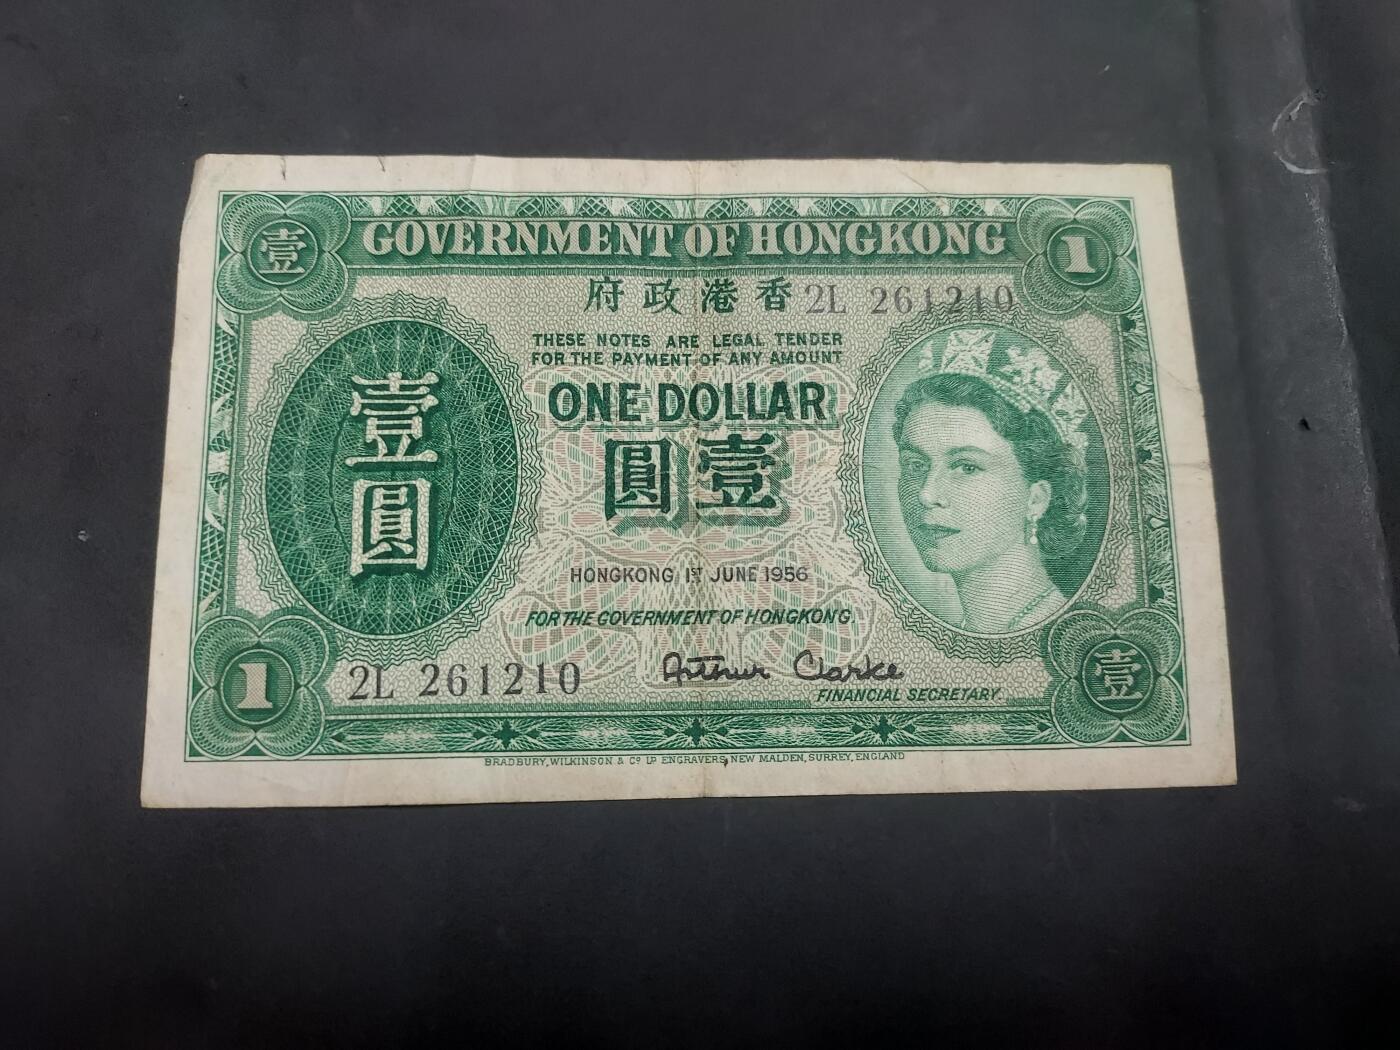 壹
GOVERNMENT OF HONGKONG
1
府政港香
2L 261210
THESE NOTES ARE LEGAL TENDER
FOR THE PAYMENT OF ANY AMOUNT
ONE DOLLAR
圓壹
壹圓
HONGKONG 1ST JUNE 1956
FOR THE GOVERNMENT OF HONGKONG.
1
2L 261210
Arthur Clarke
FINANCIAL SECRETARY
壹
BRADBURY, WILKINSON & Co LD ENGRAVERS, NEW MALDEN, SURREY, ENGLAND